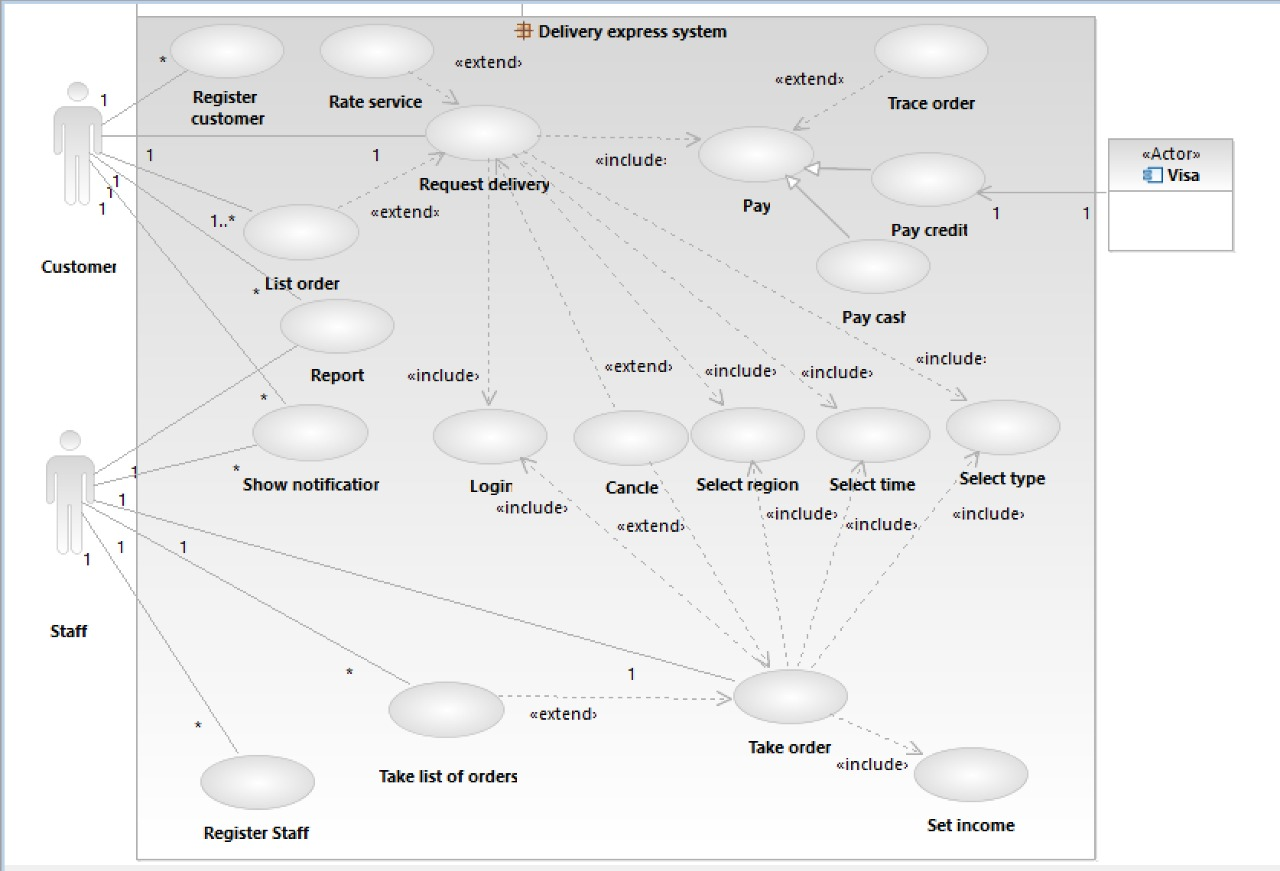 Delivery express system
«extend»
«extend»
*
1
Register
customer
Rate service
Trace order
1
1
«include:
«Actor»
Visa
Request delivery
1
1
1
1..*
«extend»
Pay
1
1
Pay credit
Customer
List order
*
Pay cash
«include:
Report
«include»
«extend»
«include»
«include»
*
1
*
Show notification
Login
Cancle
Select region
Select time
Select type
1
«include»
«extend»
«include»
«include»
«include»
1
1
1
Staff
*
1
«extend»
*
Take order
«include»
Take list of orders
Register Staff
Set income